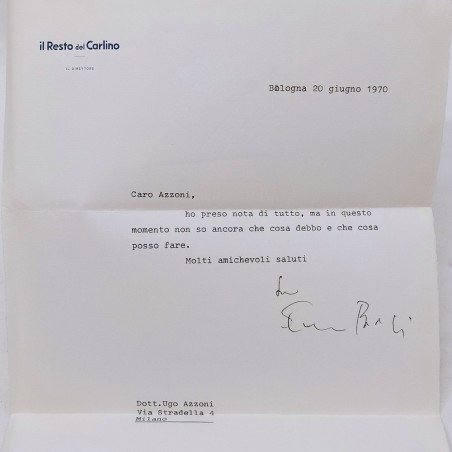 il Resto del Carlino
IL DIRETTORE
Bologna 20 giugno 1970
Caro Azzoni,
ho preso nota di tutto, ma in questo
momento non so ancora che cosa debbo e che cosa
posso fare.
Molti amichevoli saluti
Enzo Biagi
Dott.Ugo Azzoni
Via Stradella 4
Milano